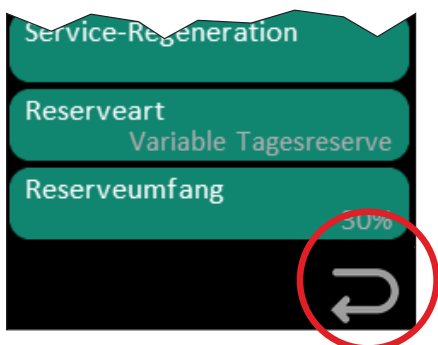 Service-Regeneration
Reserveart
Variable Tagesreserve
Reserveumfang
30%